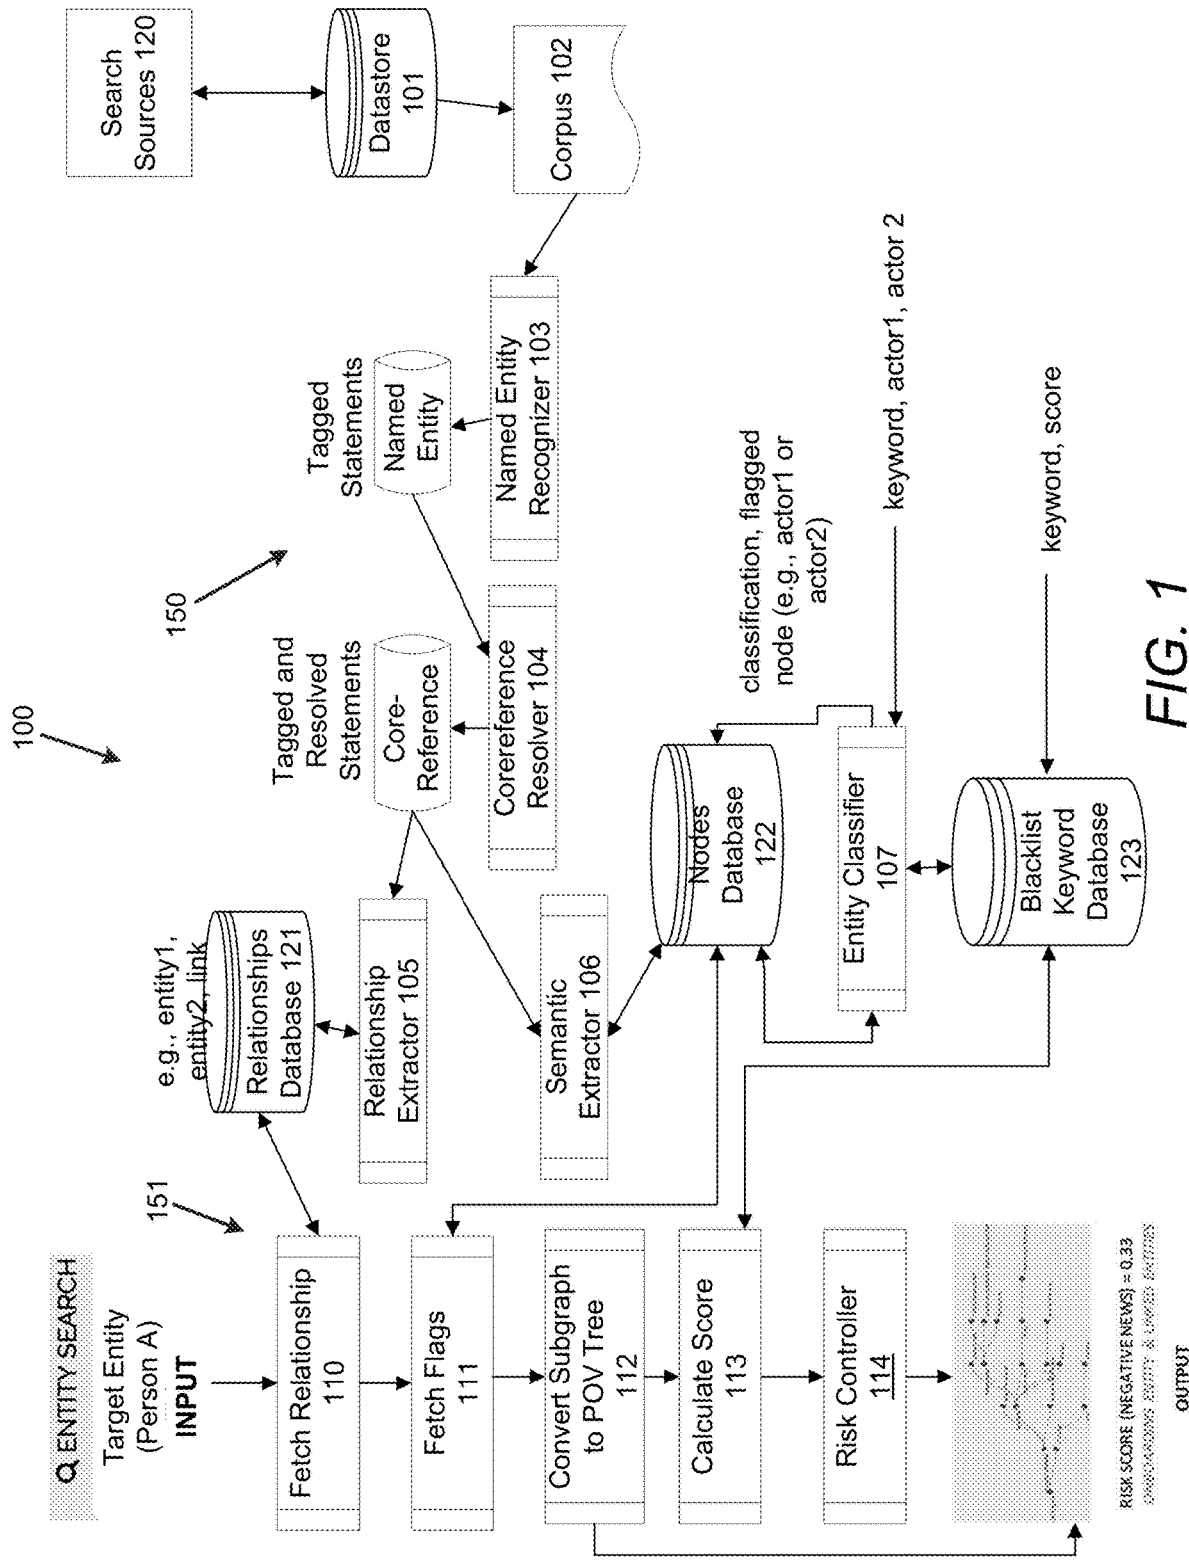 100
150
151
ENTITY SEARCH
Target Entity
(Person A)
INPUT
Fetch Relationship
110
Fetch Flags
111
Convert Subgraph
to POV Tree
112
Calculate Score
113
Risk Controller
114
RISK SCORE (NEGATIVE NEWS) = 0.33
OUTPUT
e.g., entity1,
entity2, link
Relationships
Database 121
Relationship
Extractor 105
Semantic
Extractor 106
Tagged and
Resolved
Statements
Core-
Reference
Corereference
Resolver 104
Tagged
Statements
Named
Entity
Named Entity
Recognizer 103
Search
Sources 120
Datastore
101
Corpus 102
Nodes
Database
122
classification, flagged
node (e.g., actor1 or
actor2)
Entity Classifier
107
keyword, actor1, actor 2
Blacklist
Keyword
Database
123
keyword, score
FIG. 1